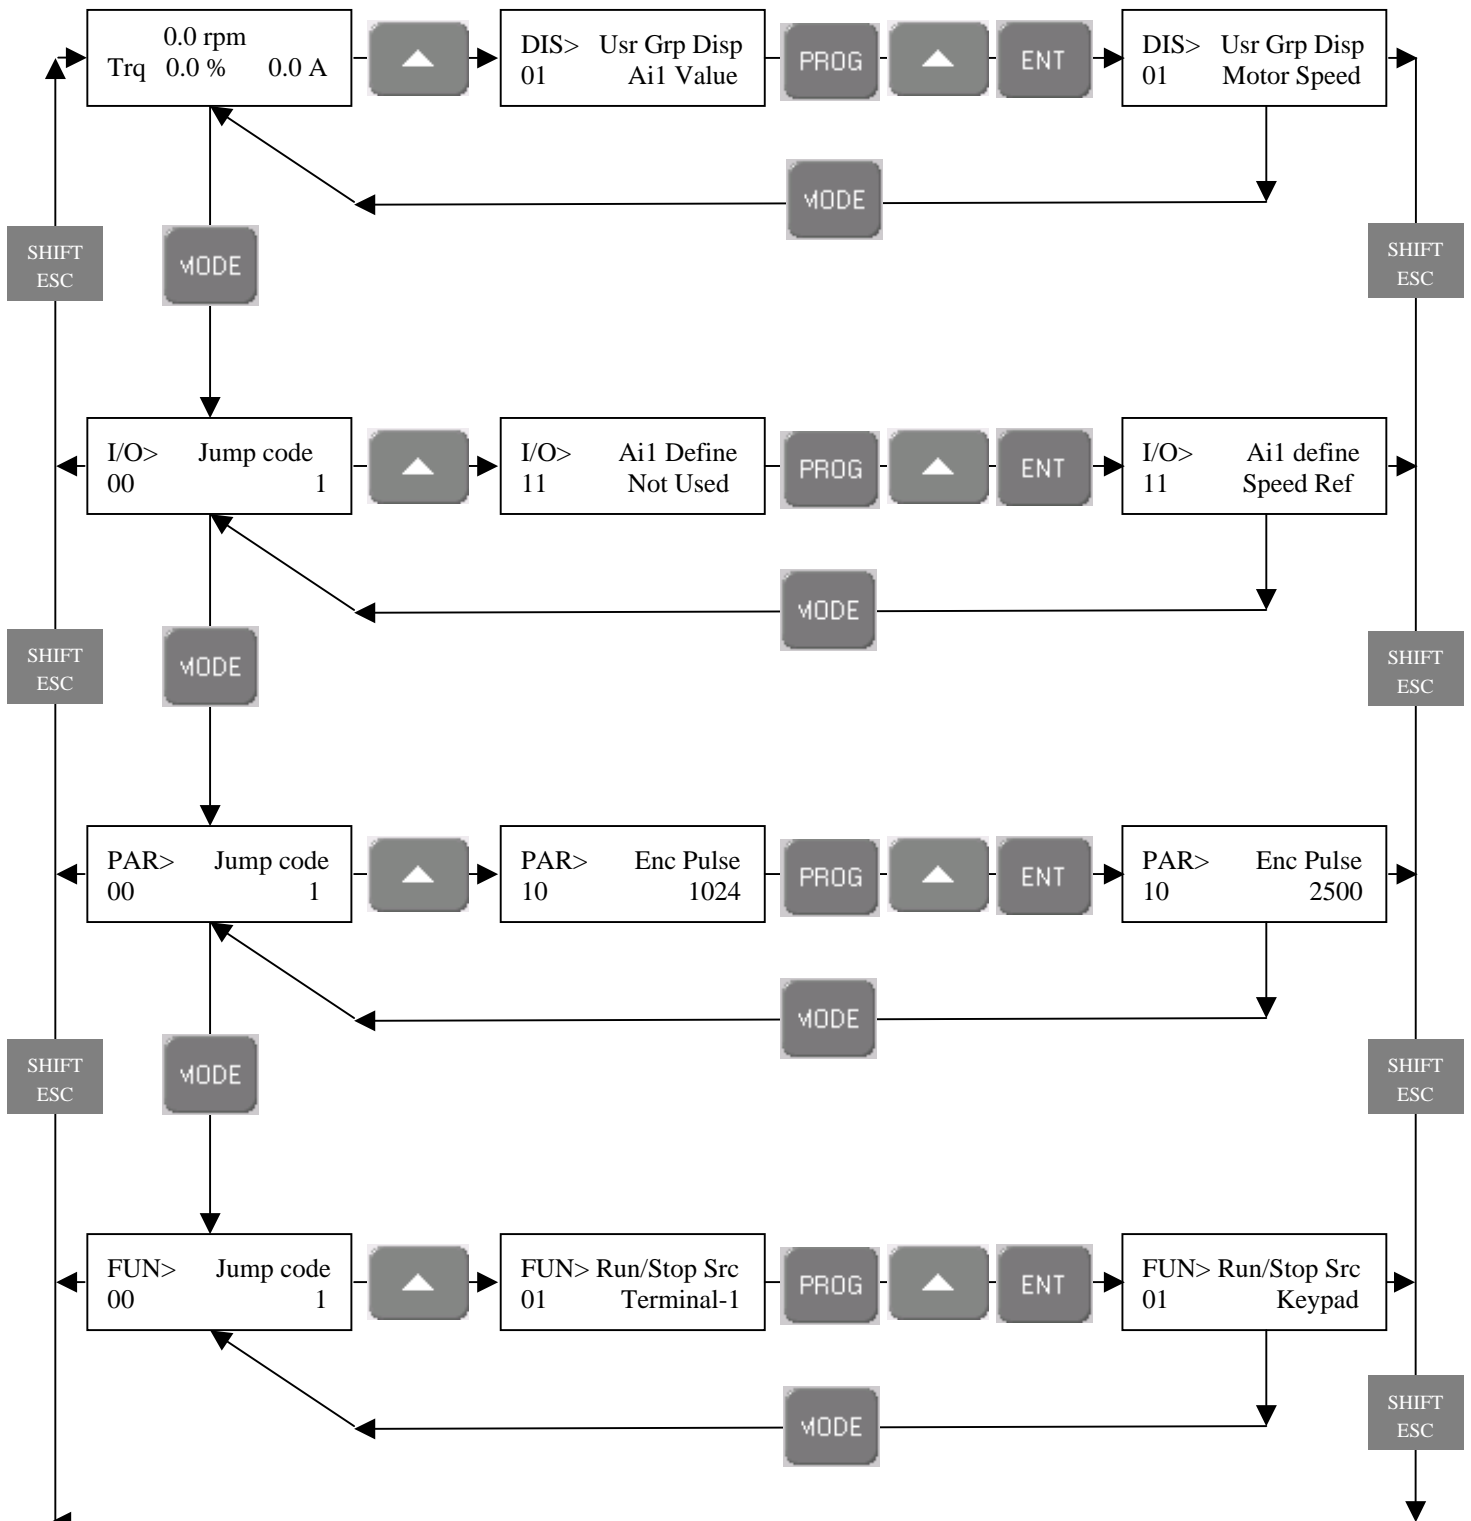 0.0 rpm
Trq 0.0 % 0.0 A
DIS> Usr Grp Disp
01 Ai1 Value
PROG
ENT
DIS> Usr Grp Disp
01 Motor Speed
MODE
SHIFT
ESC
MODE
SHIFT
ESC
I/O> Jump code
00 1
I/O> Ai1 Define
11 Not Used
PROG
ENT
I/O> Ai1 define
11 Speed Ref
MODE
SHIFT
ESC
MODE
SHIFT
ESC
PAR> Jump code
00 1
PAR> Enc Pulse
10 1024
PROG
ENT
PAR> Enc Pulse
10 2500
MODE
SHIFT
ESC
MODE
SHIFT
ESC
FUN> Jump code
00 1
FUN> Run/Stop Src
01 Terminal-1
PROG
ENT
FUN> Run/Stop Src
01 Keypad
MODE
SHIFT
ESC